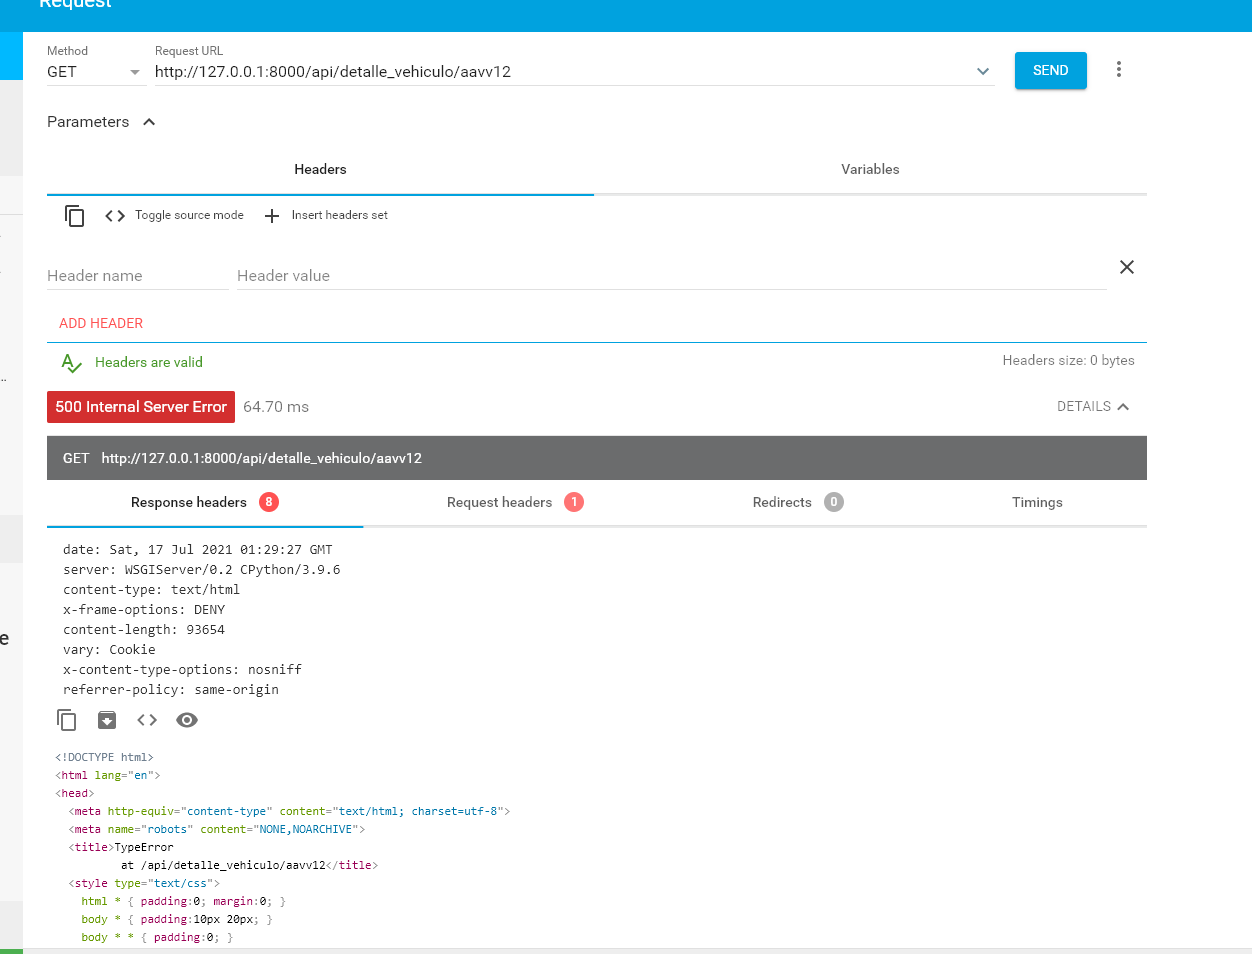 Request
Method
Request URL
GET
http://127.0.0.1:8000/api/detalle_vehiculo/aavv12
SEND
Parameters
Headers
Variables
Toggle source mode
Insert headers set
Header name
Header value
ADD HEADER
Headers are valid
Headers size: 0 bytes
500 Internal Server Error
64.70 ms
DETAILS
GET http://127.0.0.1:8000/api/detalle_vehiculo/aavv12
Response headers 8
Request headers 1
Redirects 0
Timings
date: Sat, 17 Jul 2021 01:29:27 GMT
server: WSGIServer/0.2 CPython/3.9.6
content-type: text/html
x-frame-options: DENY
content-length: 93654
vary: Cookie
x-content-type-options: nosniff
referrer-policy: same-origin
<!DOCTYPE html>
<html lang="en">
<head>
<meta http-equiv="content-type" content="text/html; charset=utf-8">
<meta name="robots" content="NONE,NOARCHIVE">
<title>TypeError
at /api/detalle_vehiculo/aavv12</title>
<style type="text/css">
html * { padding:0; margin:0; }
body * { padding:10px 20px; }
body * * { padding:0; }